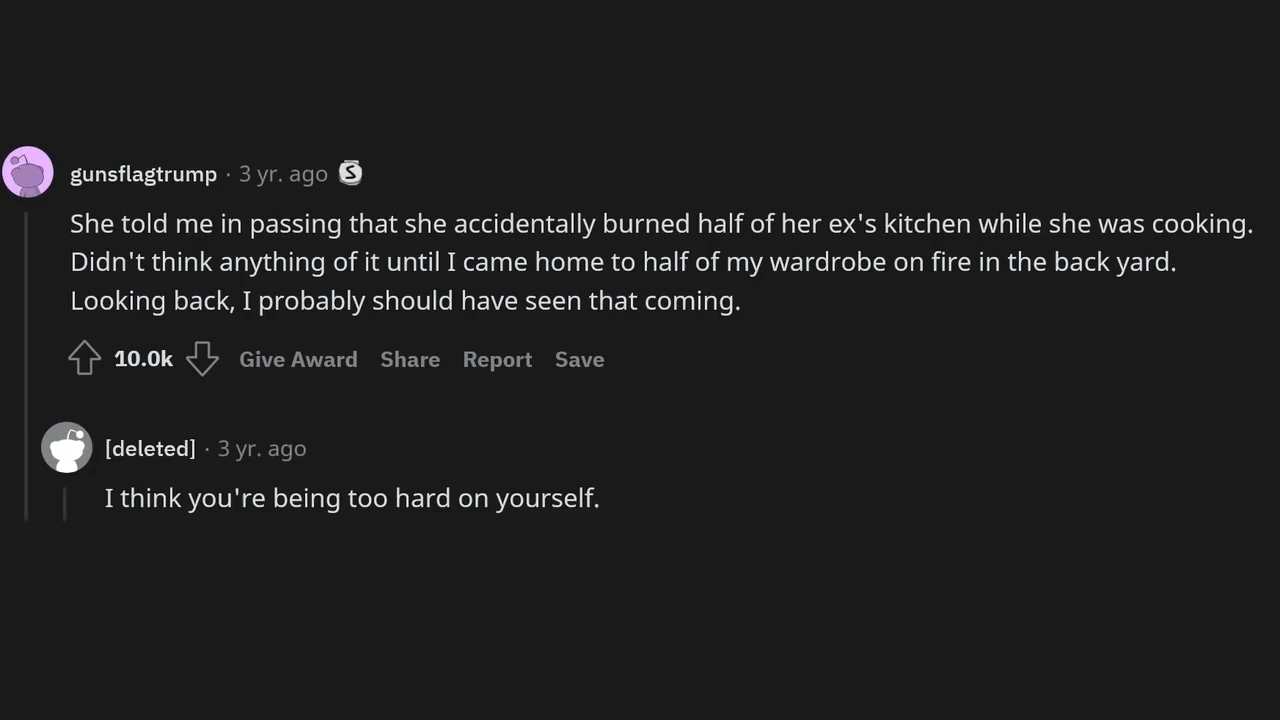 gunsflagtrump · 3 yr. ago S
She told me in passing that she accidentally burned half of her ex's kitchen while she was cooking.
Didn't think anything of it until I came home to half of my wardrobe on fire in the back yard.
Looking back, I probably should have seen that coming.
10.0k Give Award Share Report Save
[deleted] · 3 yr. ago
I think you're being too hard on yourself.